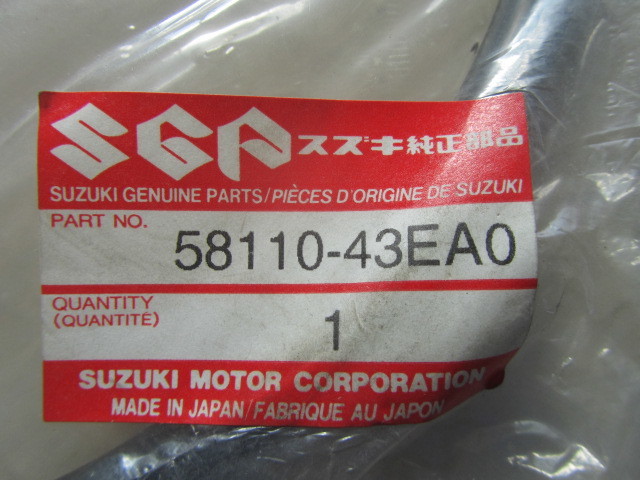 SGP スズキ純正部品
SUZUKI GENUINE PARTS/PIÈCES D'ORIGINE DE SUZUKI
PART NO. 58110-43EA0
QUANTITY
(QUANTITÉ) 1
SUZUKI MOTOR CORPORATION
MADE IN JAPAN/FABRIQUÉ AU JAPON